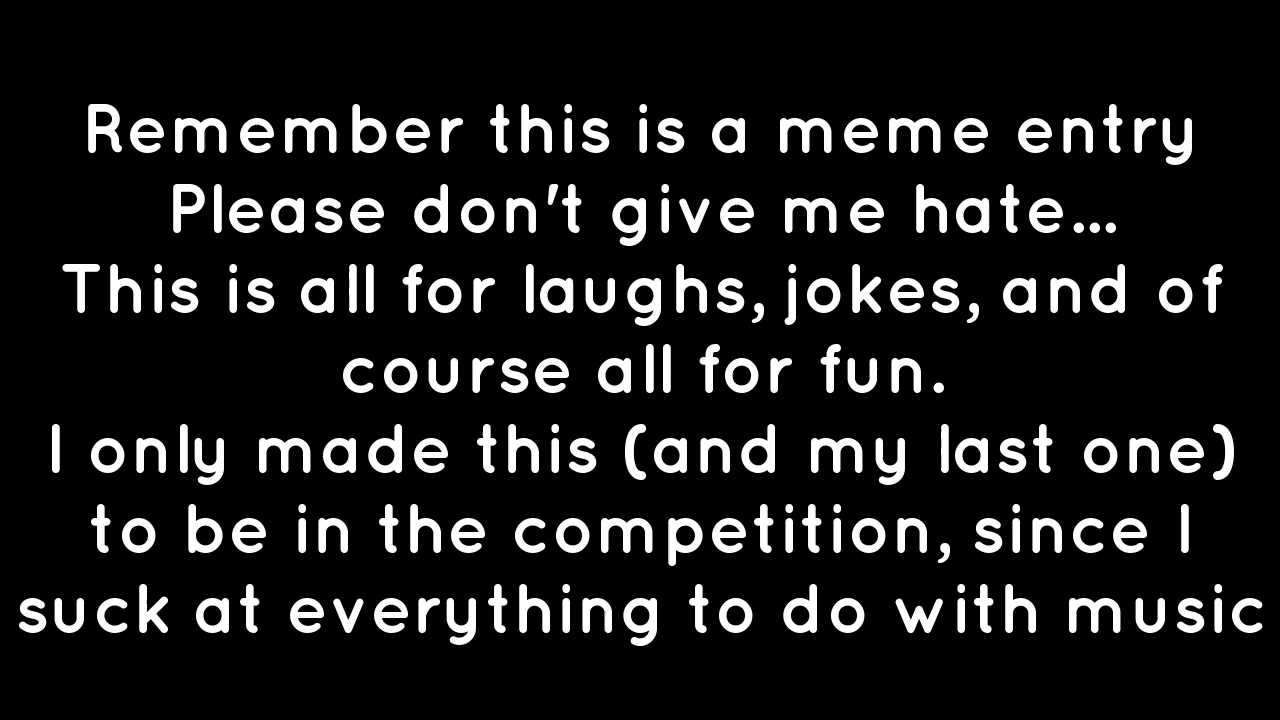 Remember this is a meme entry
Please don't give me hate...
This is all for laughs, jokes, and of
course all for fun.
I only made this (and my last one)
to be in the competition, since I
suck at everything to do with music